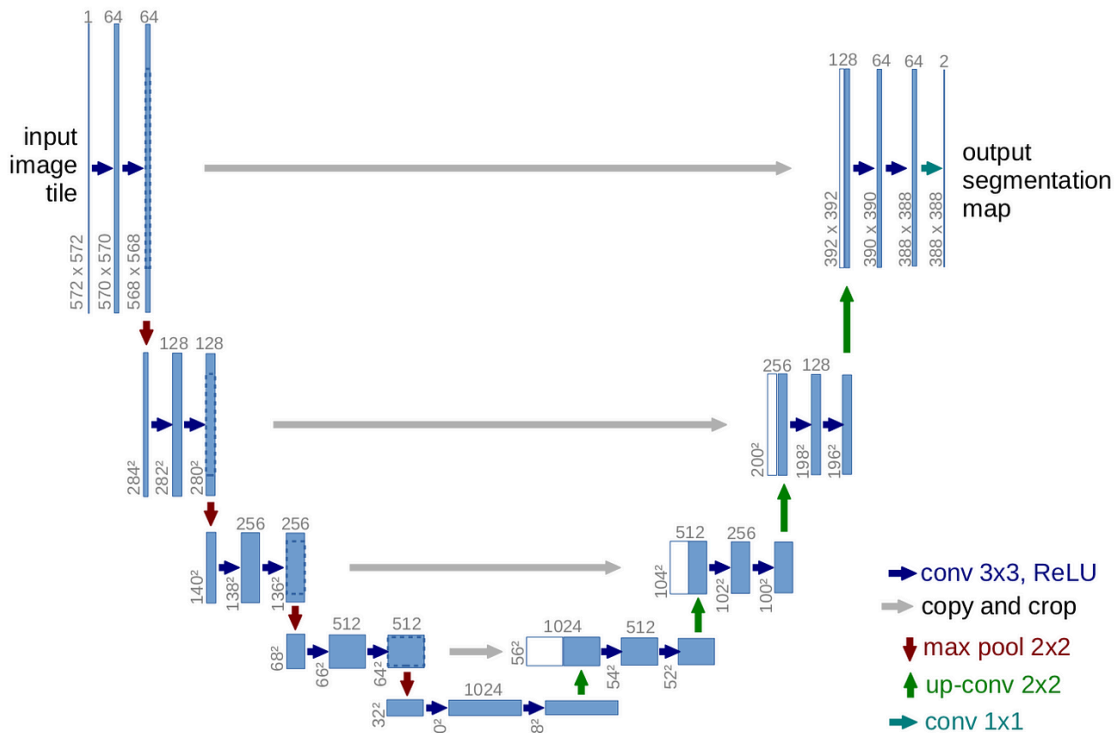 1 64 64
input
image
tile
572 x 572
570 x 570
568 x 568
128 64 64 2
output
segmentation
map
392 x 392
390 x 390
388 x 388
388 x 388
128 128
284²
282²
280²
256 128
200²
198²
196²
256 256
140²
138²
136²
512 256
104²
102²
100²
512 512
68²
66²
64²
1024 512
56²
54²
52²
1024
32²
0²
8²
conv 3x3, ReLU
copy and crop
max pool 2x2
up-conv 2x2
conv 1x1